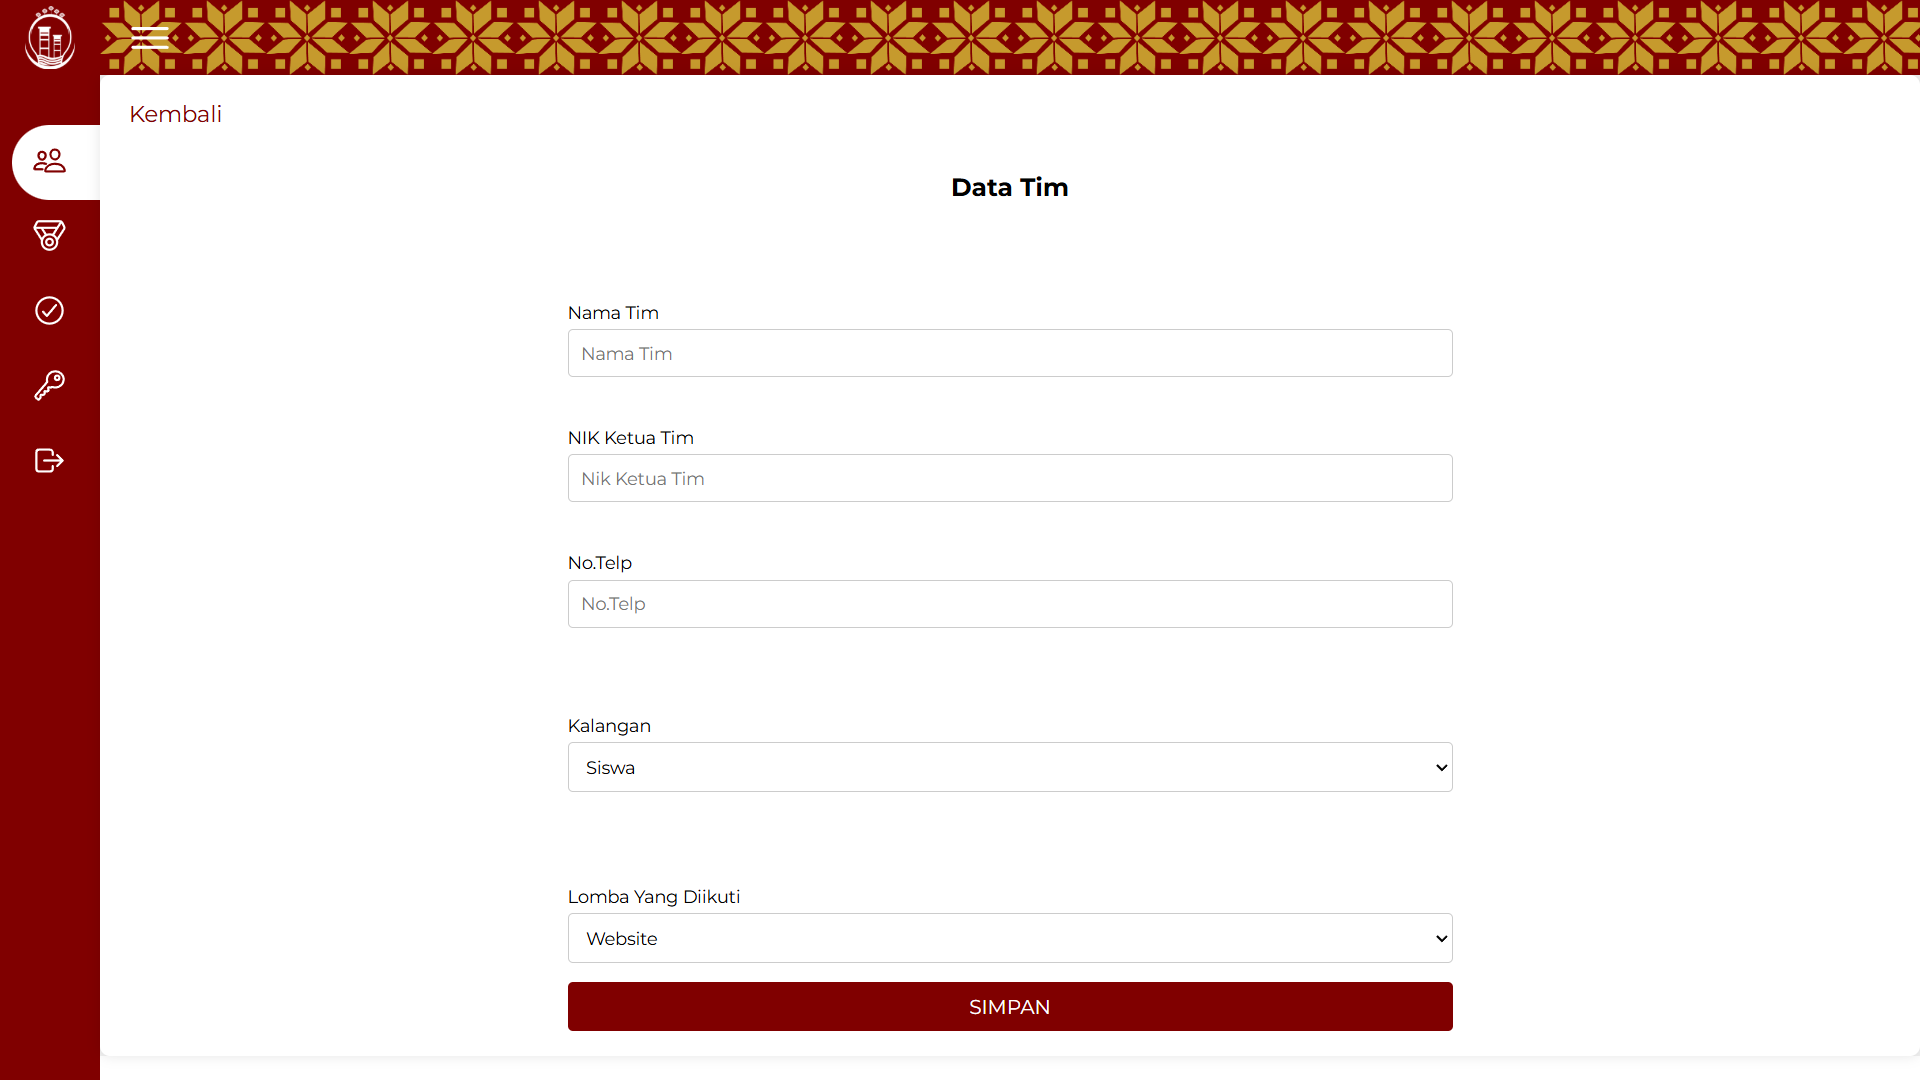 Kembali
Data Tim
Nama Tim
Nama Tim
NIK Ketua Tim
Nik Ketua Tim
No.Telp
No.Telp
Kalangan
Siswa
Lomba Yang Diikuti
Website
SIMPAN